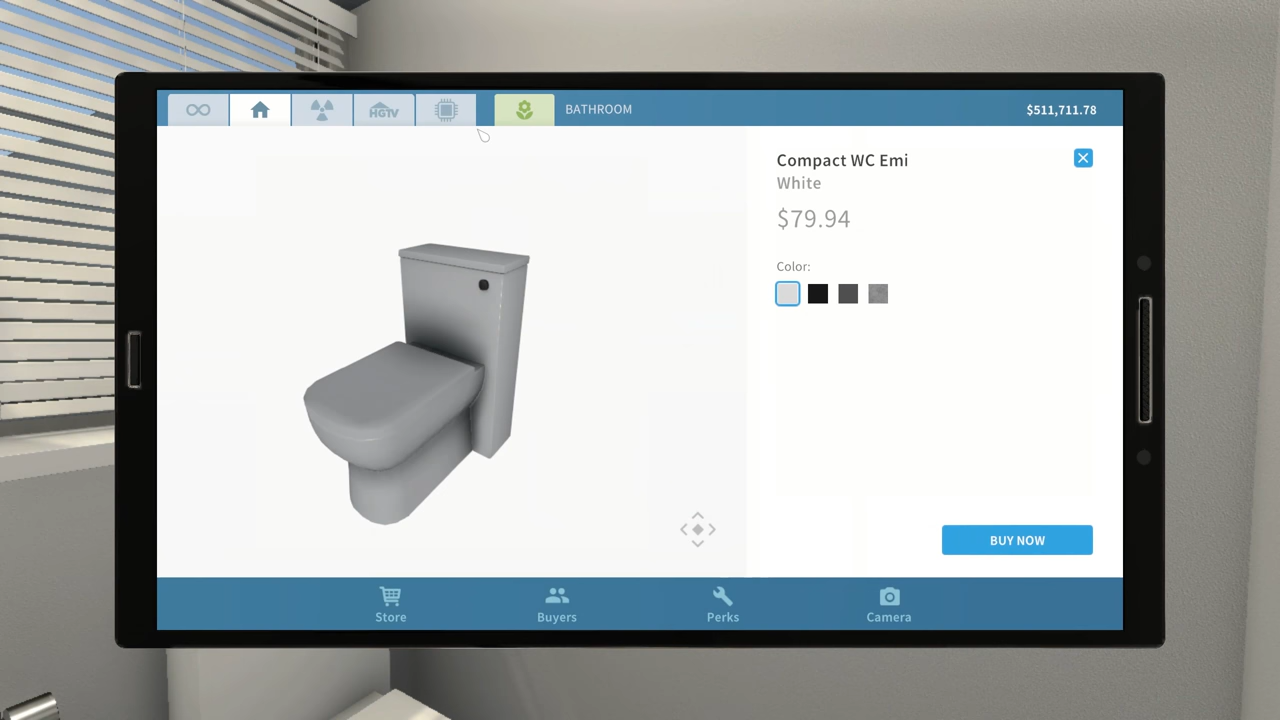 HGTV
BATHROOM
$511,711.78
Compact WC Emi
White
$79.94
Color:
BUY NOW
Store
Buyers
Perks
Camera